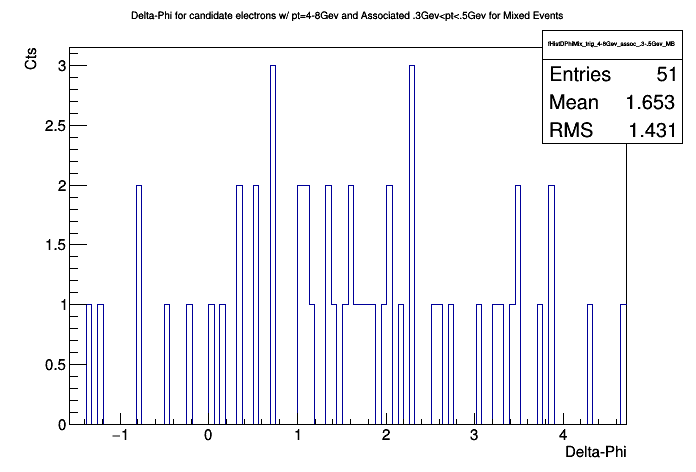 Delta-Phi for candidate electrons w/ pt=4-8Gev and Associated .3Gev<pt<.5Gev for Mixed Events
fHistDPhiMix_trig_4-8Gev_assoc_.3-.5Gev_MB
Entries 51
Mean 1.653
RMS 1.431
Cts
3
2.5
2
1.5
1
0.5
0
−1 0 1 2 3 4
Delta-Phi